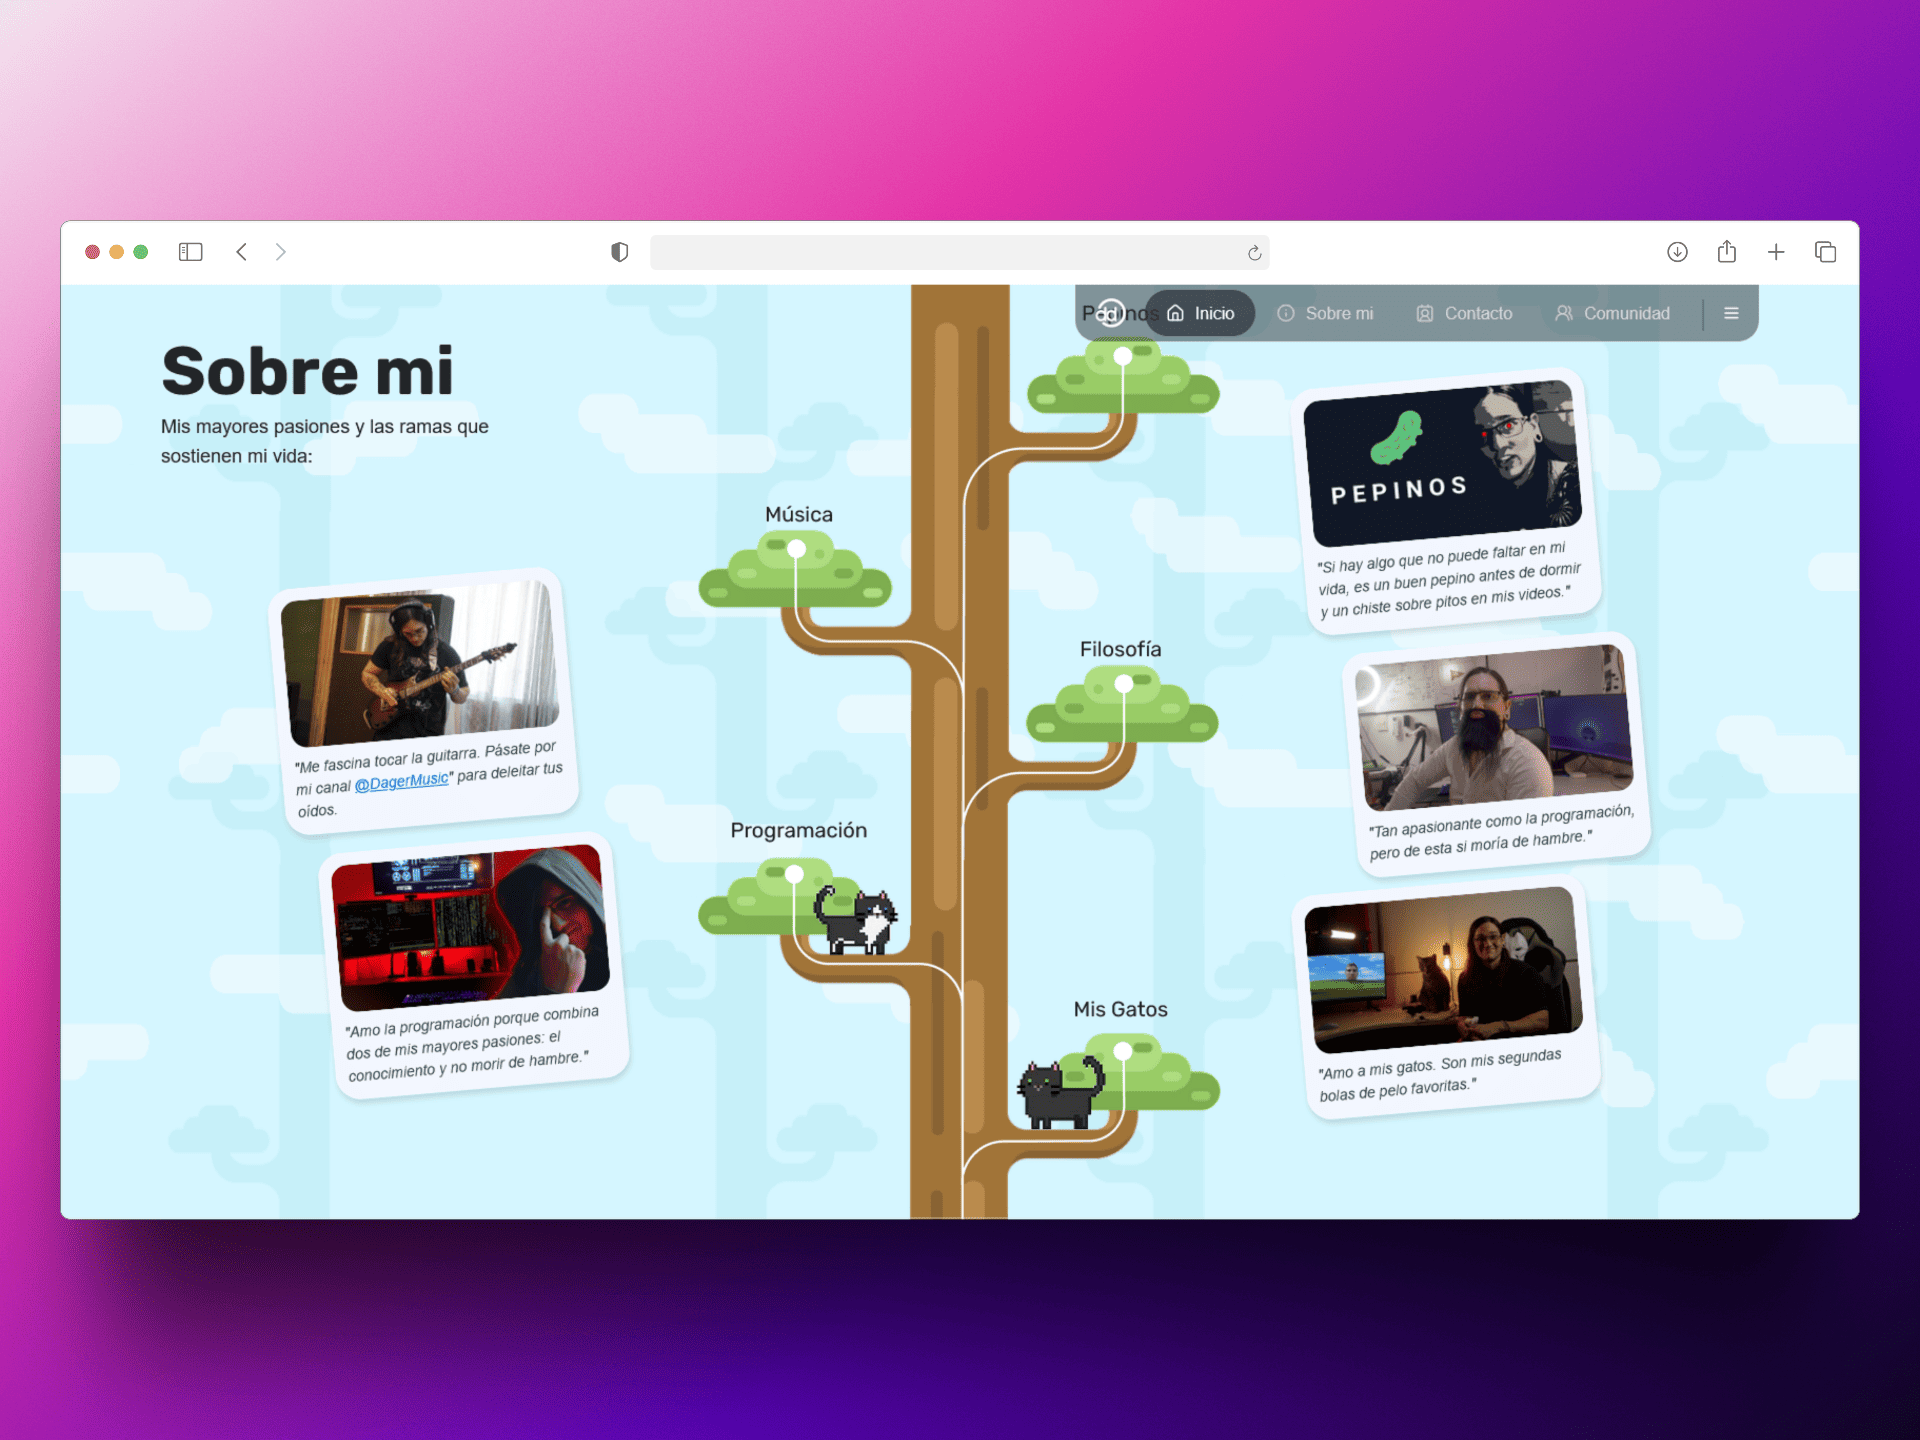 Pepinos
Inicio
Sobre mi
Contacto
Comunidad
Sobre mi
Mis mayores pasiones y las ramas que
sostienen mi vida:
PEPINOS
"Si hay algo que no puede faltar en mi
vida, es un buen pepino antes de dormir
y un chiste sobre pitos en mis videos."
Música
"Me fascina tocar la guitarra. Pásate por
mi canal @DagerMusic" para deleitar tus
oídos.
Filosofía
"Tan apasionante como la programación,
pero de esta si moría de hambre."
Programación
"Amo la programación porque combina
dos de mis mayores pasiones: el
conocimiento y no morir de hambre."
Mis Gatos
"Amo a mis gatos. Son mis segundas
bolas de pelo favoritas."